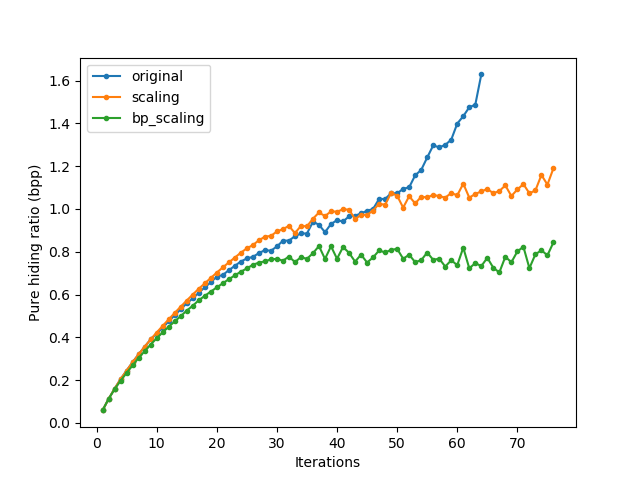 original
scaling
bp_scaling
Pure hiding ratio (bpp)
1.6
1.4
1.2
1.0
0.8
0.6
0.4
0.2
0.0
0 10 20 30 40 50 60 70
Iterations